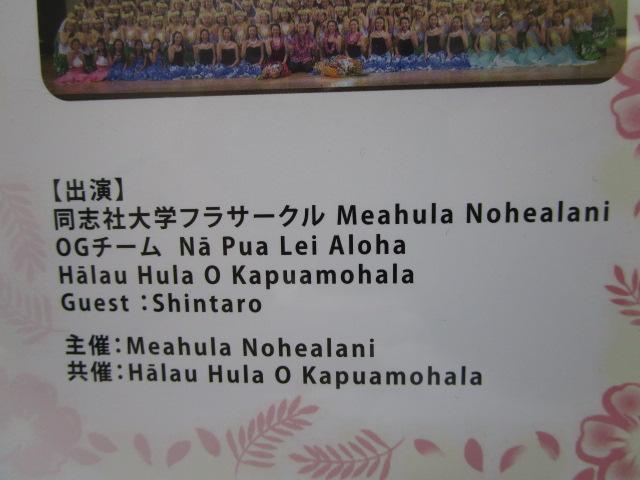 【出演】
同志社大学フラサークル Meahula Nohealani
OGチーム Nā Pua Lei Aloha
Hālau Hula O Kapuamohala
Guest：Shintaro
主催：Meahula Nohealani
共催：Hālau Hula O Kapuamohala